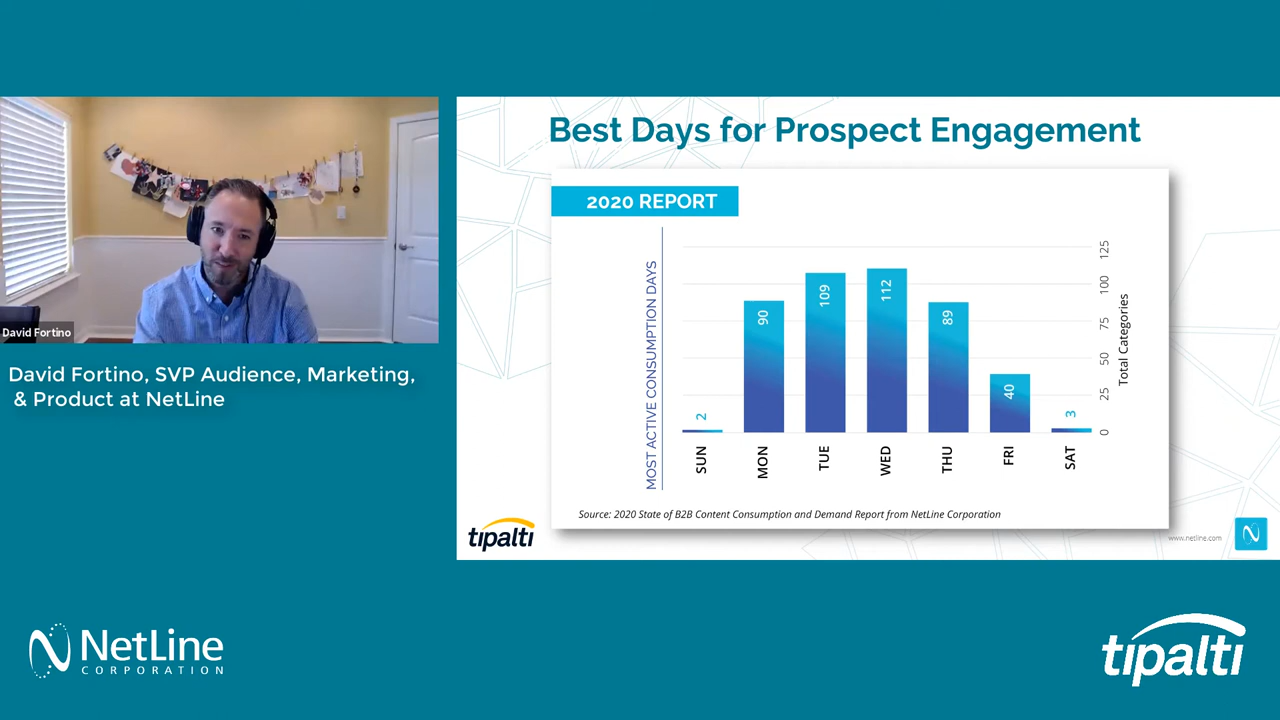 David Fortino
David Fortino, SVP Audience, Marketing,
& Product at NetLine
Best Days for Prospect Engagement
2020 REPORT
MOST ACTIVE CONSUMPTION DAYS
2
90
109
112
89
40
3
SUN
MON
TUE
WED
THU
FRI
SAT
125
100
75
50
25
0
Total Categories
Source: 2020 State of B2B Content Consumption and Demand Report from NetLine Corporation
tipalti
www.netline.com
NetLine
CORPORATION
tipalti